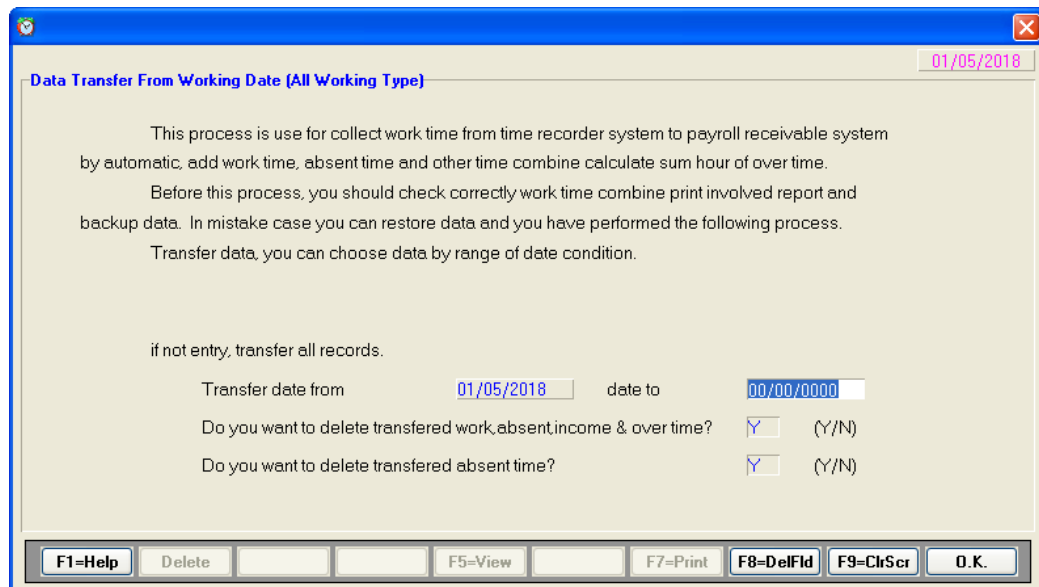 01/05/2018
Data Transfer From Working Date (All Working Type)
This process is use for collect work time from time recorder system to payroll receivable system
by automatic, add work time, absent time and other time combine calculate sum hour of over time.
Before this process, you should check correctly work time combine print involved report and
backup data. In mistake case you can restore data and you have performed the following process.
Transfer data, you can choose data by range of date condition.
if not entry, transfer all records.
Transfer date from 01/05/2018 date to 00/00/0000
Do you want to delete transfered work,absent,income & over time? Y (Y/N)
Do you want to delete transfered absent time? Y (Y/N)
F1=Help Delete F5=View F7=Print F8=DelFld F9=ClrScr O.K.